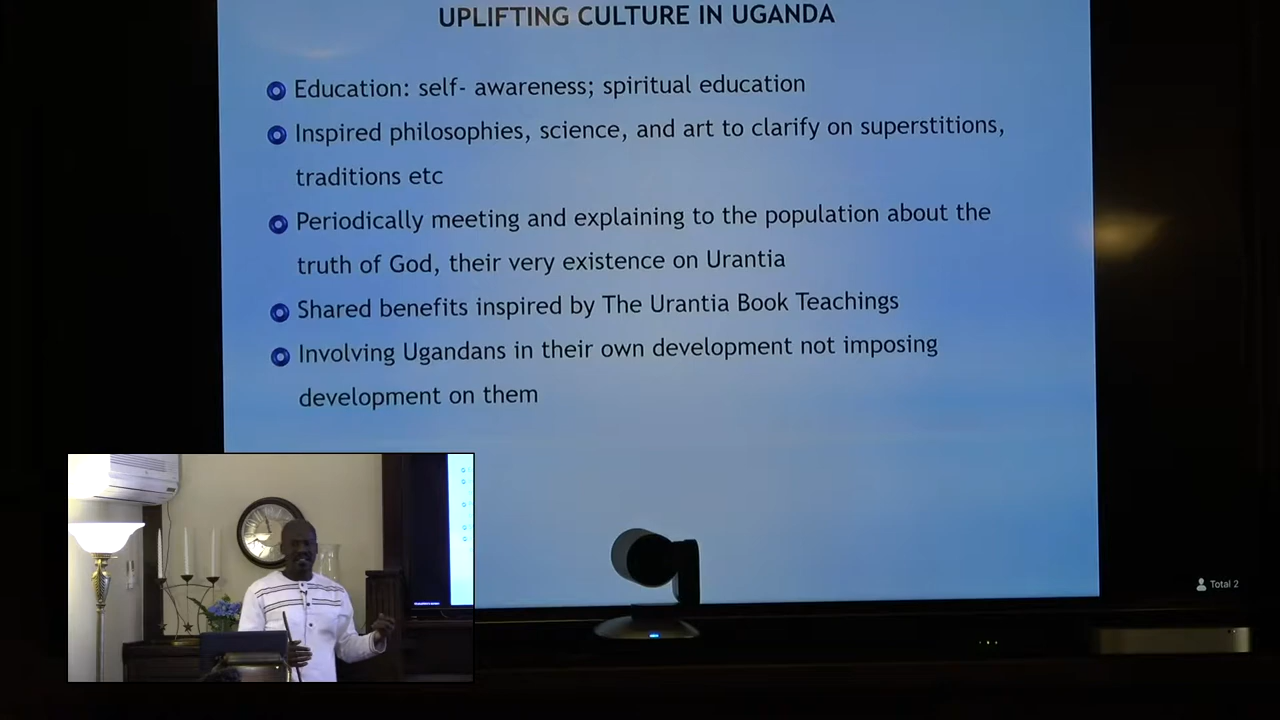 UPLIFTING CULTURE IN UGANDA
Education: self- awareness; spiritual education
Inspired philosophies, science, and art to clarify on superstitions,
traditions etc
Periodically meeting and explaining to the population about the
truth of God, their very existence on Urantia
Shared benefits inspired by The Urantia Book Teachings
Involving Ugandans in their own development not imposing
development on them
Total 2